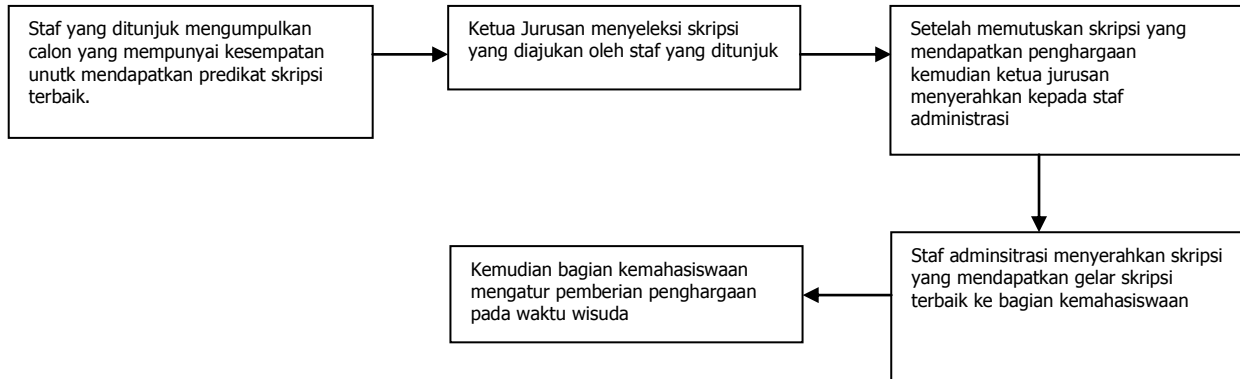 Staf yang ditunjuk mengumpulkan
calon yang mempunyai kesempatan
unutk mendapatkan predikat skripsi
terbaik.
Ketua Jurusan menyeleksi skripsi
yang diajukan oleh staf yang ditunjuk
Setelah memutuskan skripsi yang
mendapatkan penghargaan
kemudian ketua jurusan
menyerahkan kepada staf
administrasi
Staf adminsitrasi menyerahkan skripsi
yang mendapatkan gelar skripsi
terbaik ke bagian kemahasiswaan
Kemudian bagian kemahasiswaan
mengatur pemberian penghargaan
pada waktu wisuda